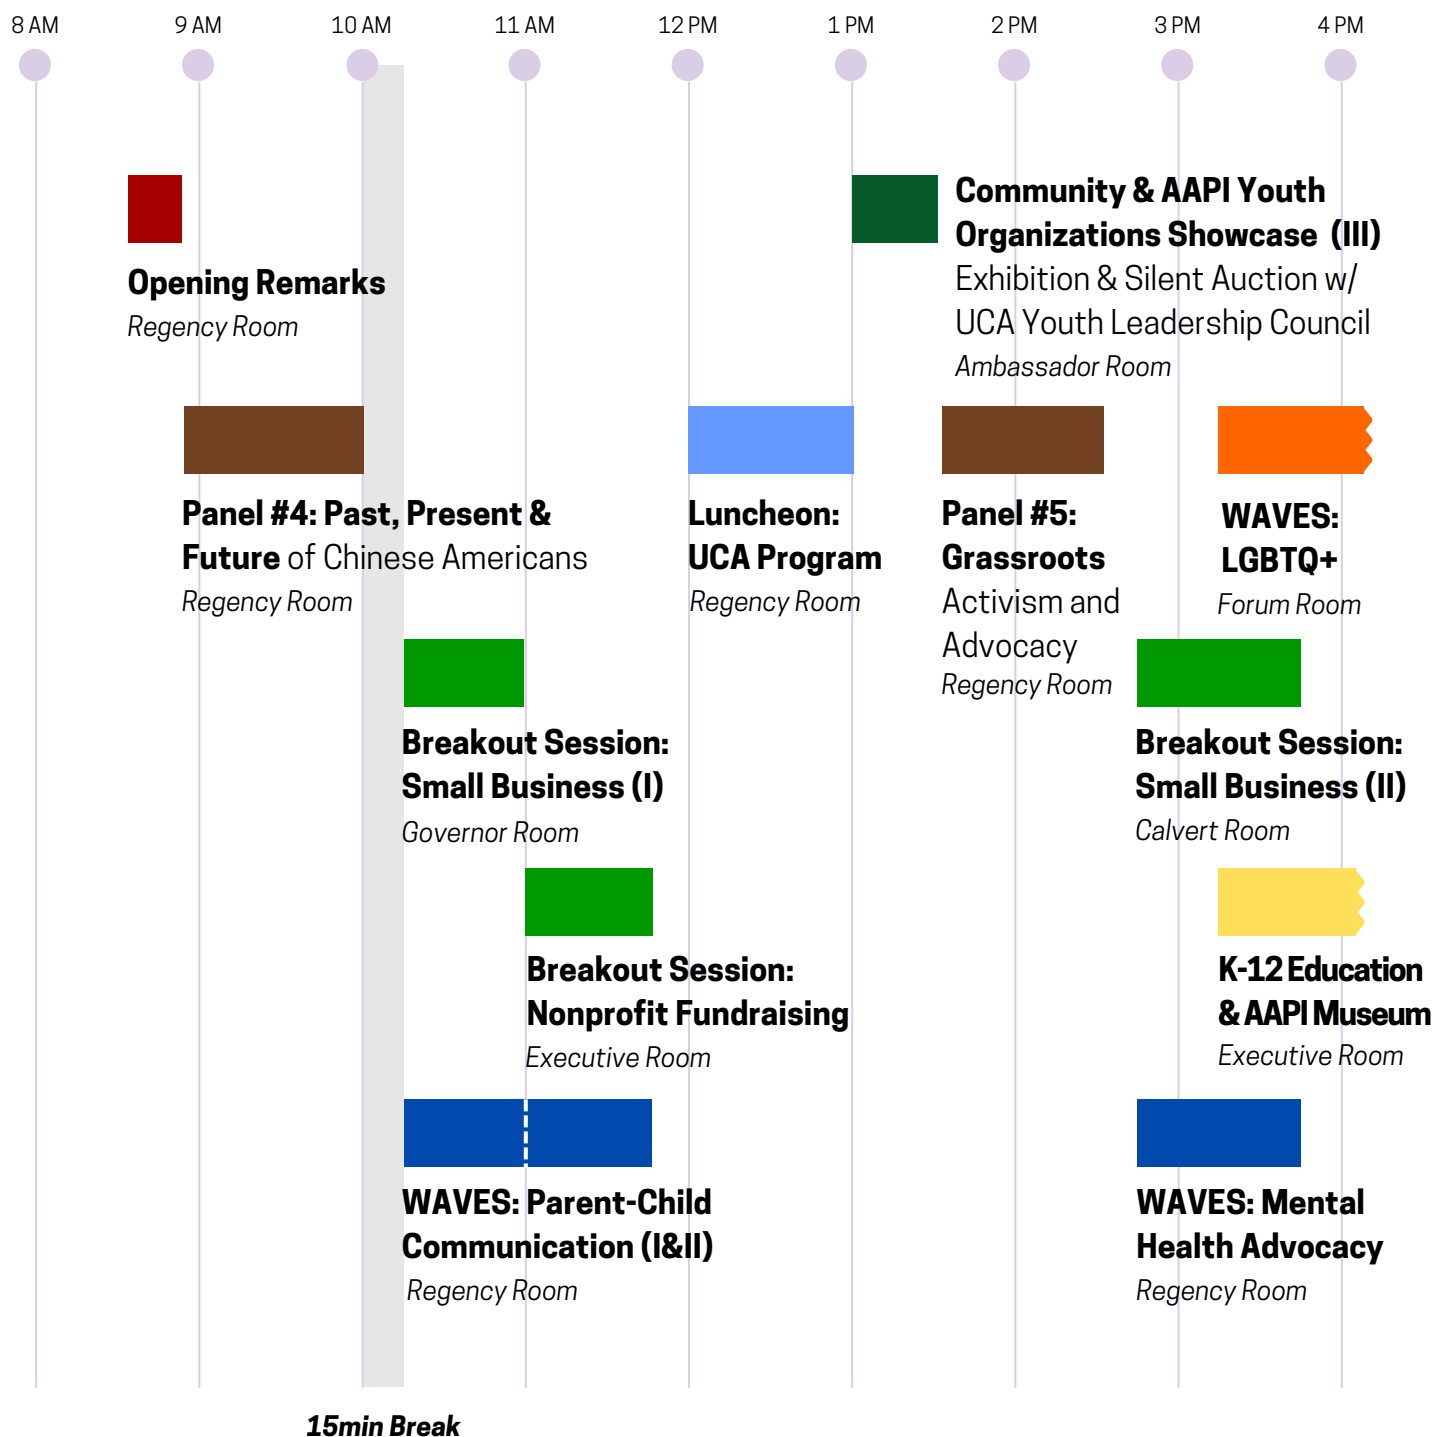 8 AM
9 AM
10 AM
11 AM
12 PM
1 PM
2 PM
3 PM
4 PM
Opening Remarks
Regency Room
Community & AAPI Youth
Organizations Showcase (III)
Exhibition & Silent Auction w/
UCA Youth Leadership Council
Ambassador Room
Panel #4: Past, Present &
Future of Chinese Americans
Regency Room
Luncheon:
UCA Program
Regency Room
Panel #5:
Grassroots
Activism and
Advocacy
Regency Room
WAVES:
LGBTQ+
Forum Room
Breakout Session:
Small Business (I)
Governor Room
Breakout Session:
Small Business (II)
Calvert Room
Breakout Session:
Nonprofit Fundraising
Executive Room
K-12 Education
& AAPI Museum
Executive Room
WAVES: Parent-Child
Communication (I&II)
Regency Room
WAVES: Mental
Health Advocacy
Regency Room
15min Break